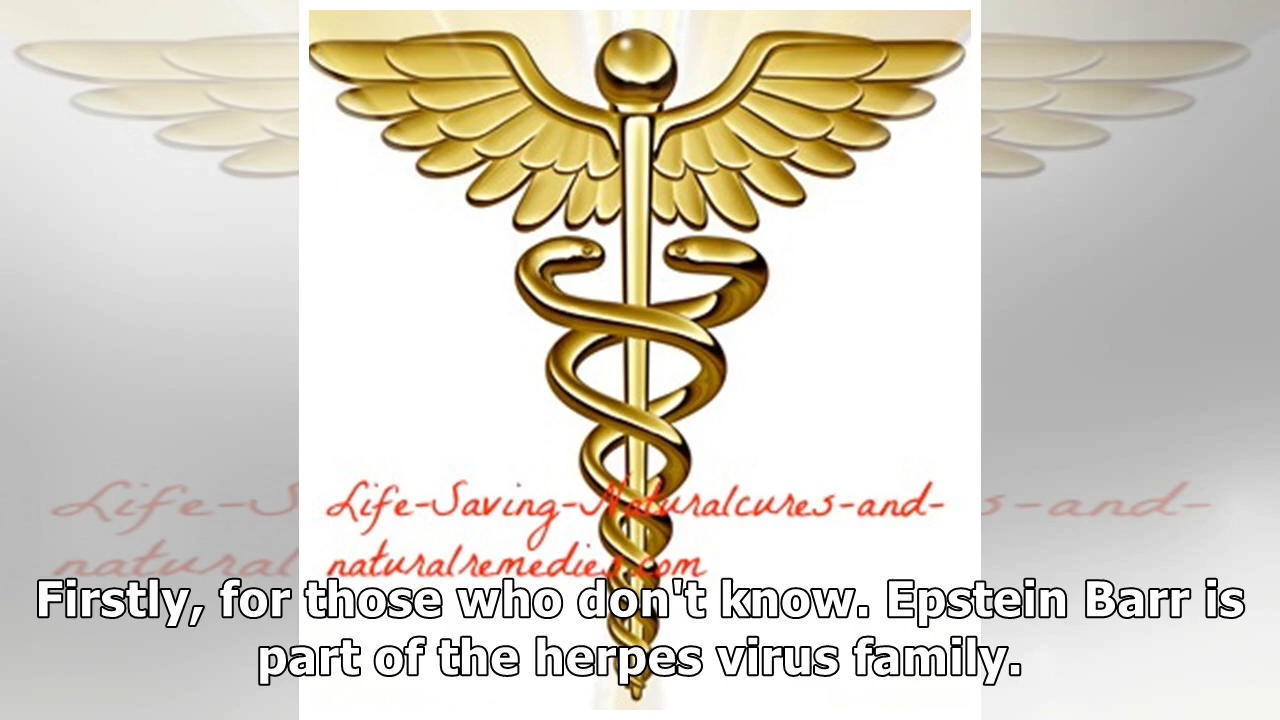 Life-Saving-Naturalcures-and-
naturalremedies.com
Firstly, for those who don't know. Epstein Barr is
part of the herpes virus family.